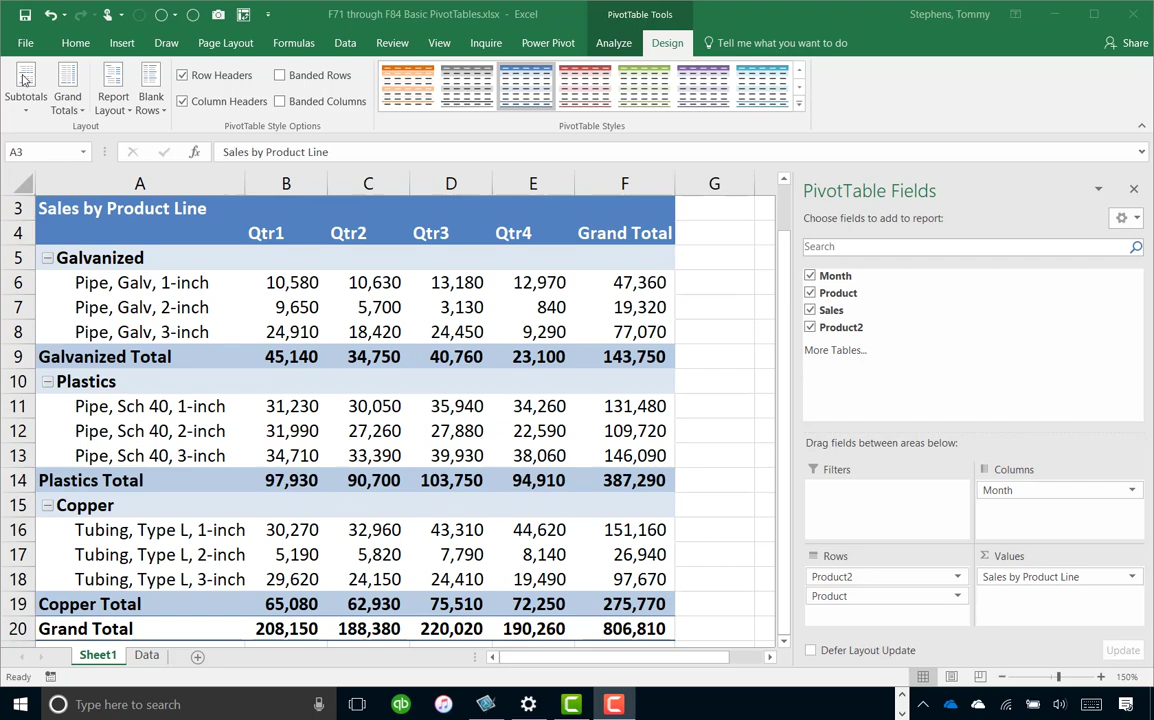 F71 through F84 Basic PivotTables.xlsx - Excel
PivotTable Tools
Stephens, Tommy
File Home Insert Draw Page Layout Formulas Data Review View Inquire Power Pivot Analyze Design Tell me what you want to do Share
Subtotals
Grand Totals
Report Layout
Blank Rows
Row Headers Banded Rows
Column Headers Banded Columns
Layout PivotTable Style Options PivotTable Styles
A3 fx Sales by Product Line
A B C D E F G
3 Sales by Product Line
4 Qtr1 Qtr2 Qtr3 Qtr4 Grand Total
5 Galvanized
6 Pipe, Galv, 1-inch 10,580 10,630 13,180 12,970 47,360
7 Pipe, Galv, 2-inch 9,650 5,700 3,130 840 19,320
8 Pipe, Galv, 3-inch 24,910 18,420 24,450 9,290 77,070
9 Galvanized Total 45,140 34,750 40,760 23,100 143,750
10 Plastics
11 Pipe, Sch 40, 1-inch 31,230 30,050 35,940 34,260 131,480
12 Pipe, Sch 40, 2-inch 31,990 27,260 27,880 22,590 109,720
13 Pipe, Sch 40, 3-inch 34,710 33,390 39,930 38,060 146,090
14 Plastics Total 97,930 90,700 103,750 94,910 387,290
15 Copper
16 Tubing, Type L, 1-inch 30,270 32,960 43,310 44,620 151,160
17 Tubing, Type L, 2-inch 5,190 5,820 7,790 8,140 26,940
18 Tubing, Type L, 3-inch 29,620 24,150 24,410 19,490 97,670
19 Copper Total 65,080 62,930 75,510 72,250 275,770
20 Grand Total 208,150 188,380 220,020 190,260 806,810
PivotTable Fields
Choose fields to add to report:
Search
Month
Product
Sales
Product2
More Tables...
Drag fields between areas below:
Filters Columns
Month
Rows Σ Values
Product2 Sales by Product Line
Product
Defer Layout Update Update
Sheet1 Data
Ready 150%
Type here to search